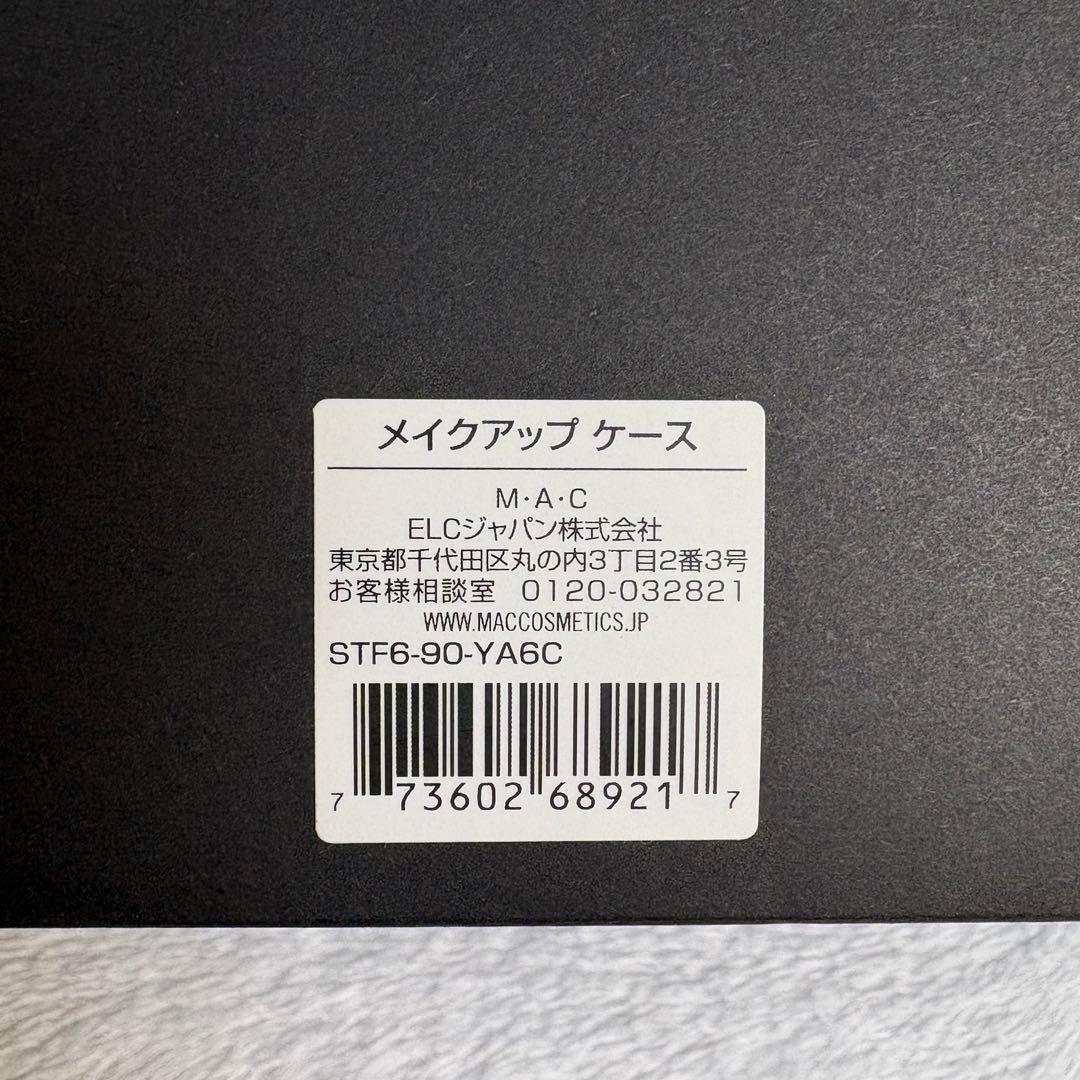 メイクアップ ケース
M・A・C
ELCジャパン株式会社
東京都千代田区丸の内3丁目2番3号
お客様相談室 0120-032821
WWW.MACCOSMETICS.JP
STF6-90-YA6C
7 73602 68921 7